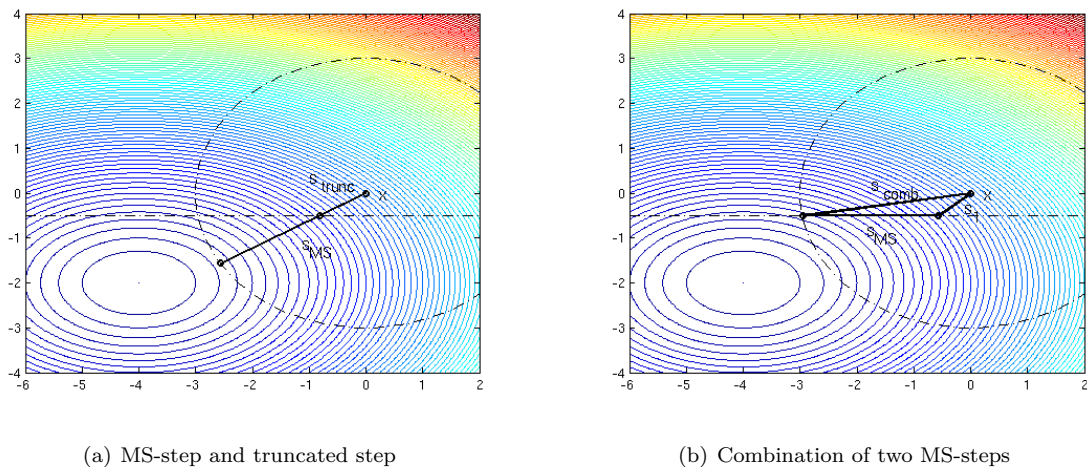 4
3
2
1
0
-1
-2
-3
-4
-6 -5 -4 -3 -2 -1 0 1 2
s trunc
x
s MS
(a) MS-step and truncated step
4
3
2
1
0
-1
-2
-3
-4
-6 -5 -4 -3 -2 -1 0 1 2
s comb
x
s 1
s MS
(b) Combination of two MS-steps